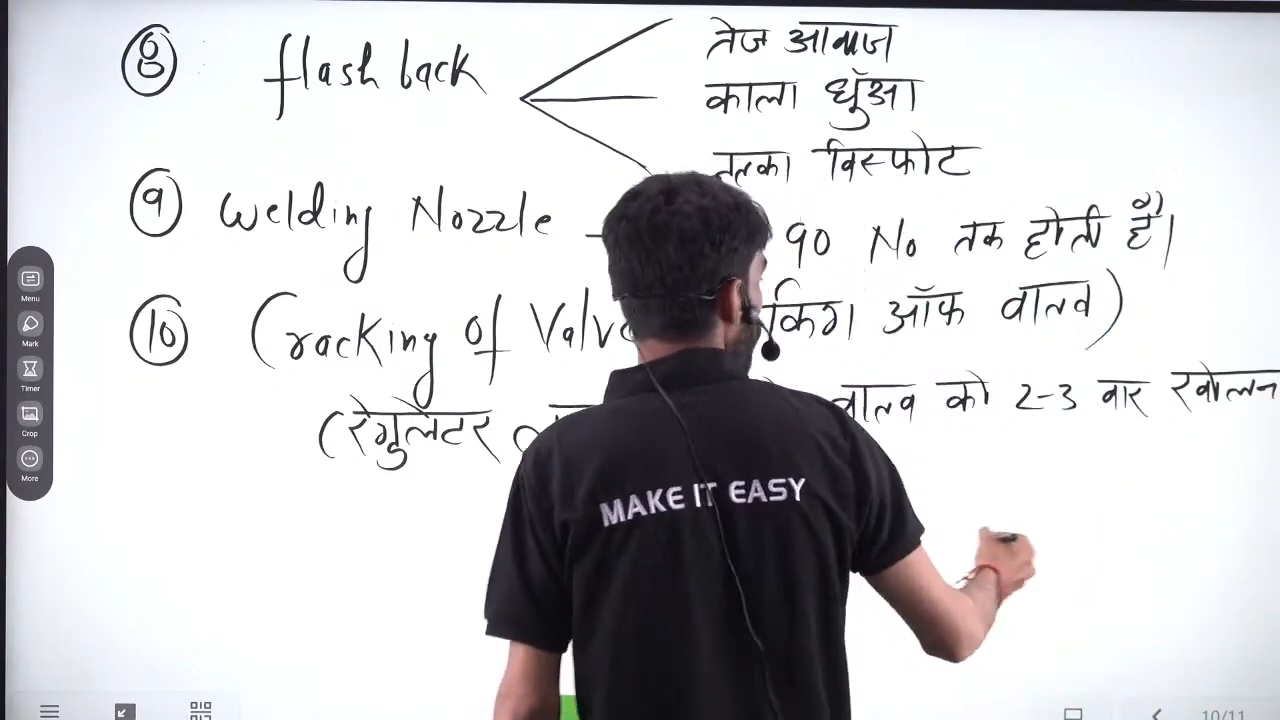 8 flash back तेज आवाज
काला धुँआ
विस्फोट
9 Welding Nozzle - 90 No तक होती हैं।
10 Cracking of Valve किंग ऑफ वाल्व)
(रेगुलेटर वाल्व को 2-3 बार खोलन
MAKE IT EASY
Menu
Mark
Timer
Crop
More
10/11